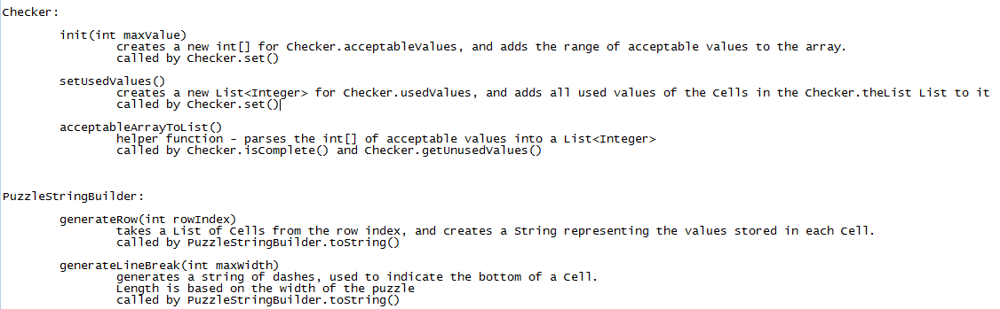 Checker:
init(int maxValue)
creates a new int[] for Checker.acceptableValues, and adds the range of acceptable values to the array.
called by Checker.set()
setUsedValues()
creates a new List<Integer> for Checker.usedValues, and adds all used values of the Cells in the Checker.theList List to it
called by Checker.set()
acceptableArrayToList()
helper function - parses the int[] of acceptable values into a List<Integer>
called by Checker.isComplete() and Checker.getUnusedValues()
PuzzleStringBuilder:
generateRow(int rowIndex)
takes a List of Cells from the row index, and creates a String representing the values stored in each Cell.
called by PuzzleStringBuilder.toString()
generateLineBreak(int maxWidth)
generates a string of dashes, used to indicate the bottom of a Cell.
Length is based on the width of the puzzle
called by PuzzleStringBuilder.toString()